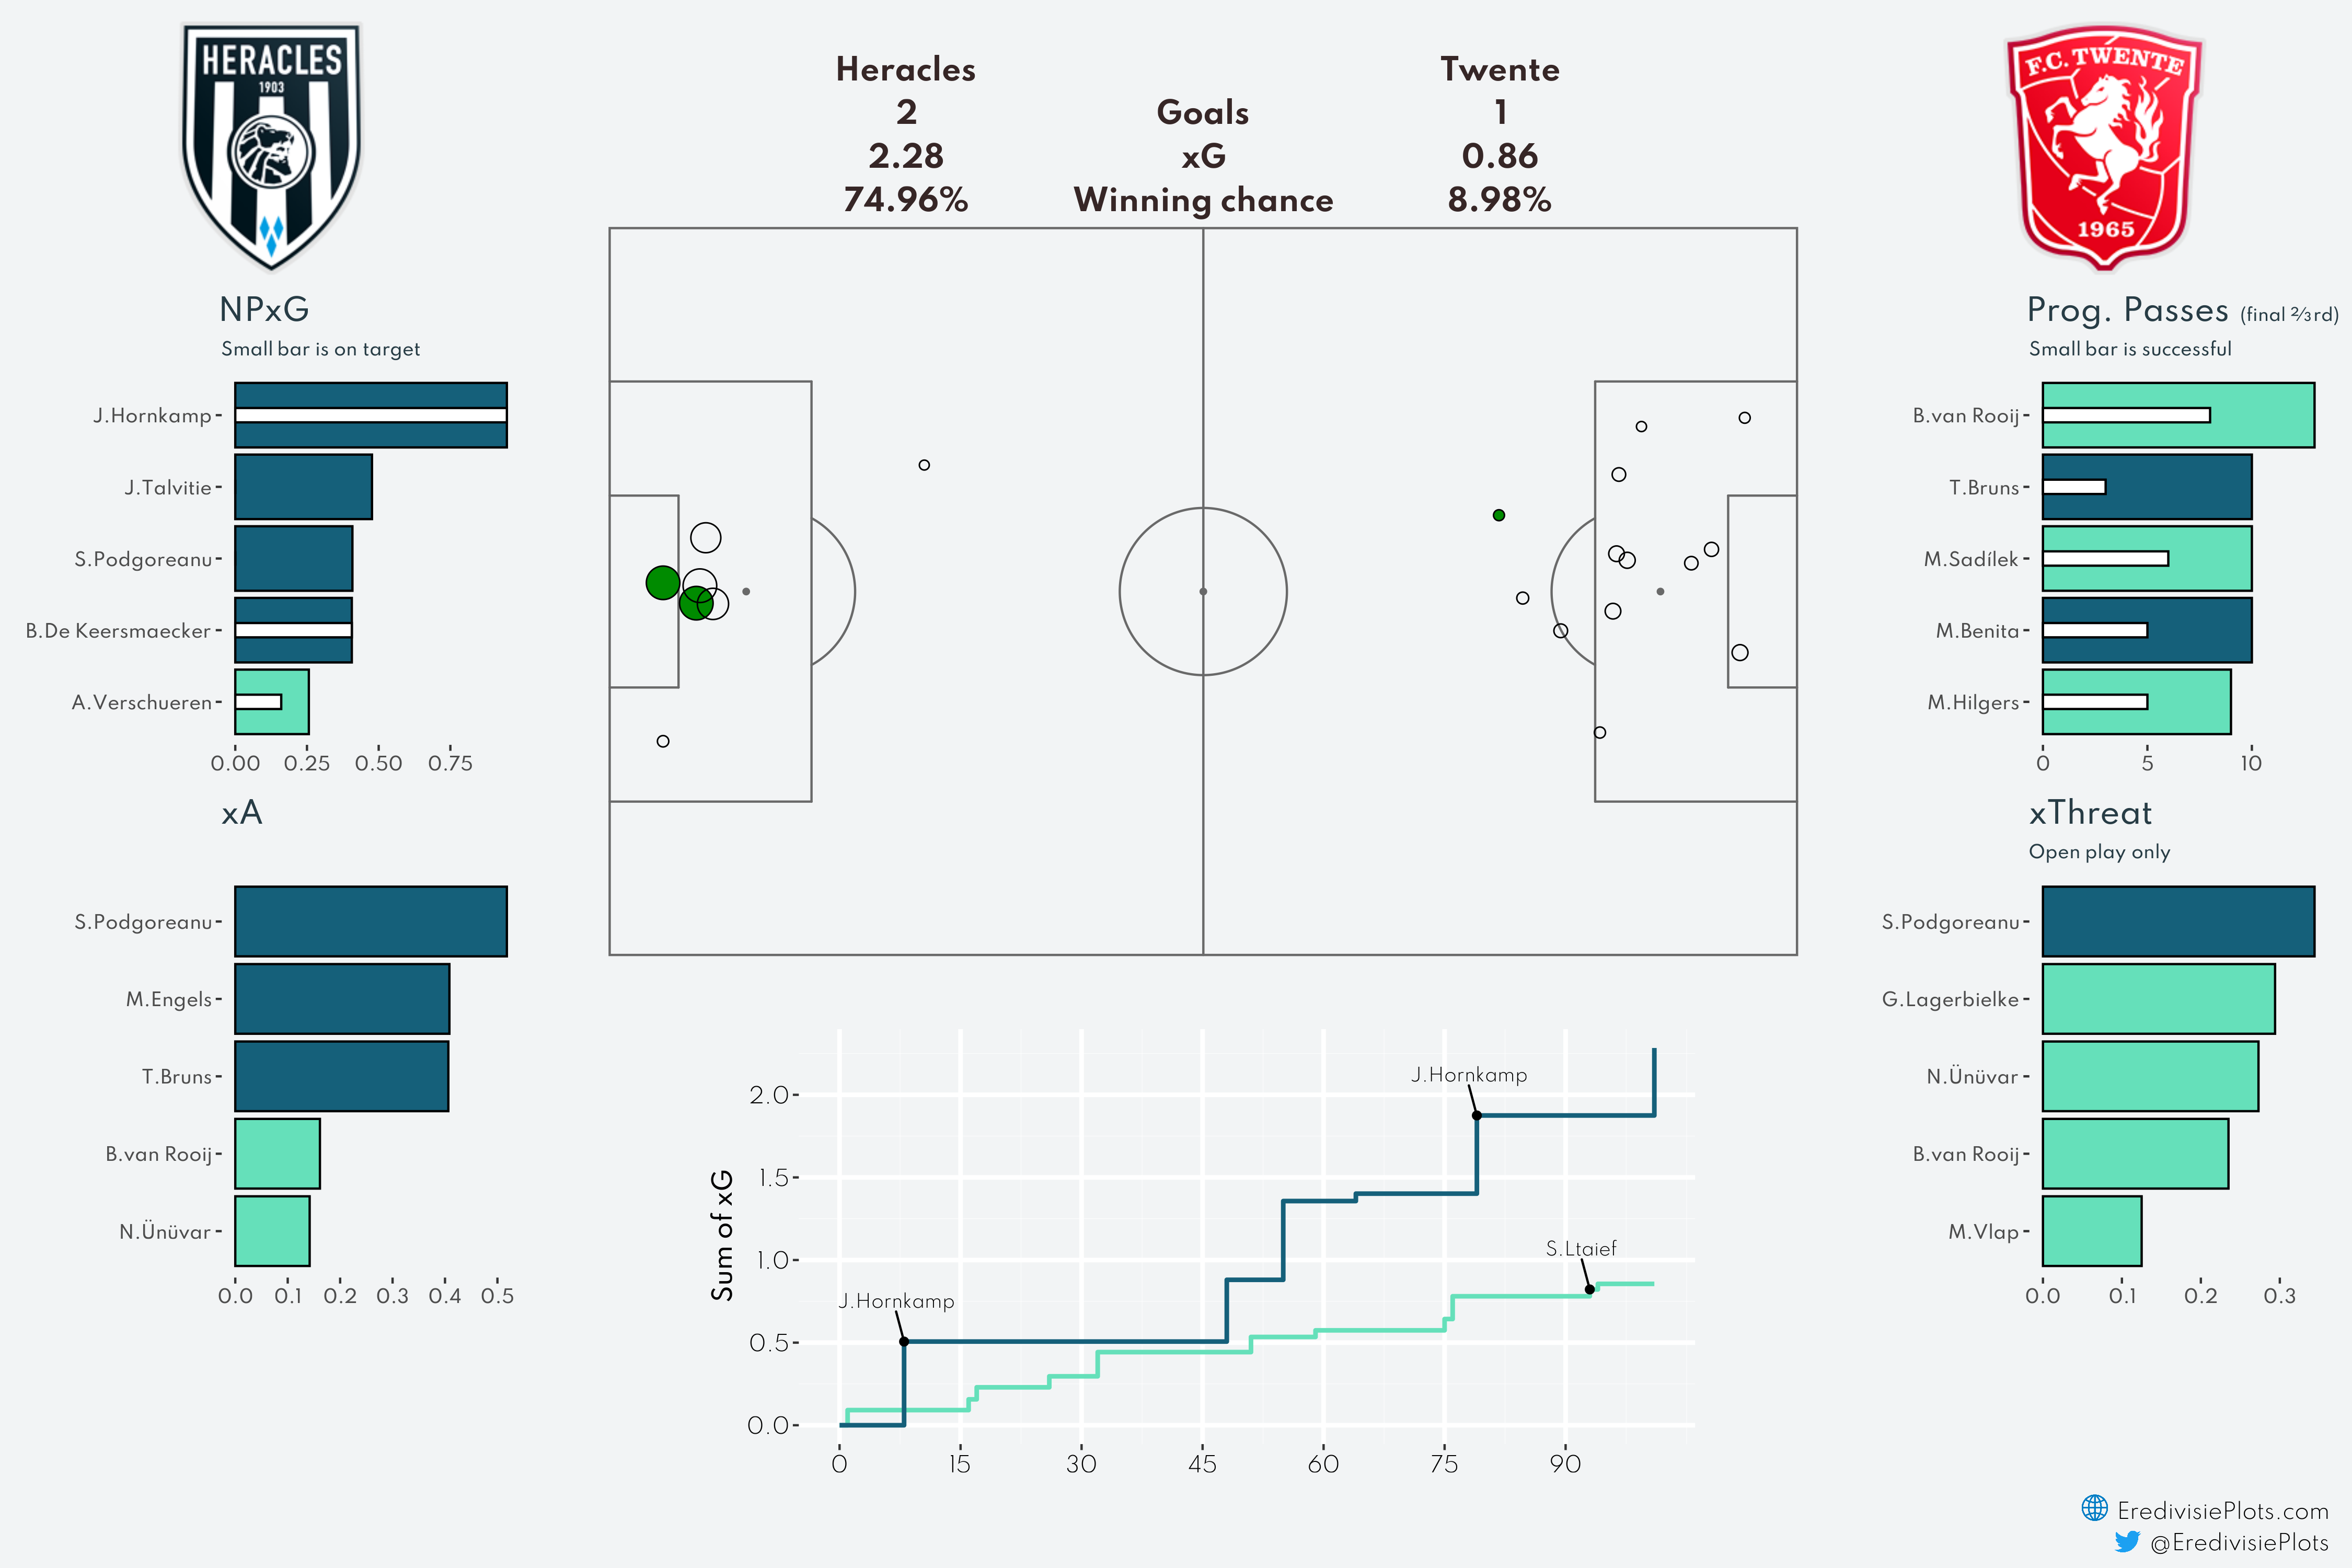 HERACLES
1903
Heracles
Twente
2
Goals
1
2.28
xG
0.86
74.96%
Winning chance
8.98%
F.C. TWENTE
1965
NPxG
Small bar is on target
J.Hornkamp
J.Talvitie
S.Podgoreanu
B.De Keersmaecker
A.Verschueren
0.00 0.25 0.50 0.75
xA
S.Podgoreanu
M.Engels
T.Bruns
B.van Rooij
N.Ünüvar
0.0 0.1 0.2 0.3 0.4 0.5
Sum of xG
2.0
1.5
1.0
0.5
0.0
J.Hornkamp
J.Hornkamp
S.Ltaief
0 15 30 45 60 75 90
Prog. Passes (final ⅔rd)
Small bar is successful
B.van Rooij
T.Bruns
M.Sadílek
M.Benita
M.Hilgers
0 5 10
xThreat
Open play only
S.Podgoreanu
G.Lagerbielke
N.Ünüvar
B.van Rooij
M.Vlap
0.0 0.1 0.2 0.3
EredivisiePlots.com
@EredivisiePlots